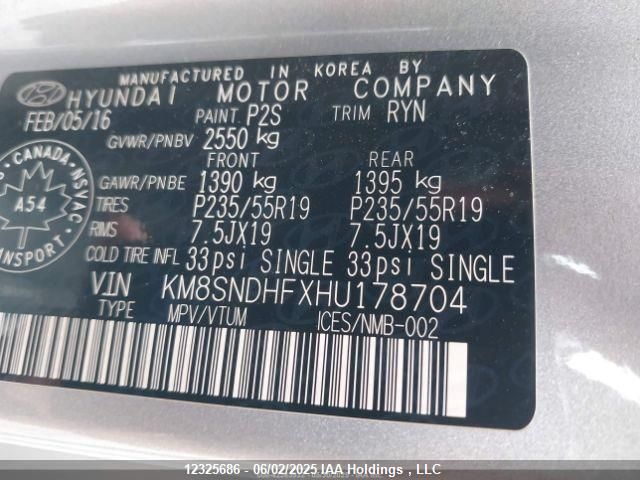 MANUFACTURED IN KOREA BY
HYUNDAI MOTOR COMPANY
FEB/05/16 PAINT P2S TRIM RYN
GVWR/PNBV 2550 kg
FRONT REAR
GAWR/PNBE 1390 kg 1395 kg
TIRES P235/55R19 P235/55R19
RIMS 7.5JX19 7.5JX19
COLD TIRE INFL 33psi SINGLE 33psi SINGLE
VIN KM8SNDHFXHU178704
TYPE MPV/VTUM ICES/NMB-002
CANADA
NSVAC
A54
TRANSPORT
12325686 - 06/02/2025 IAA Holdings , LLC